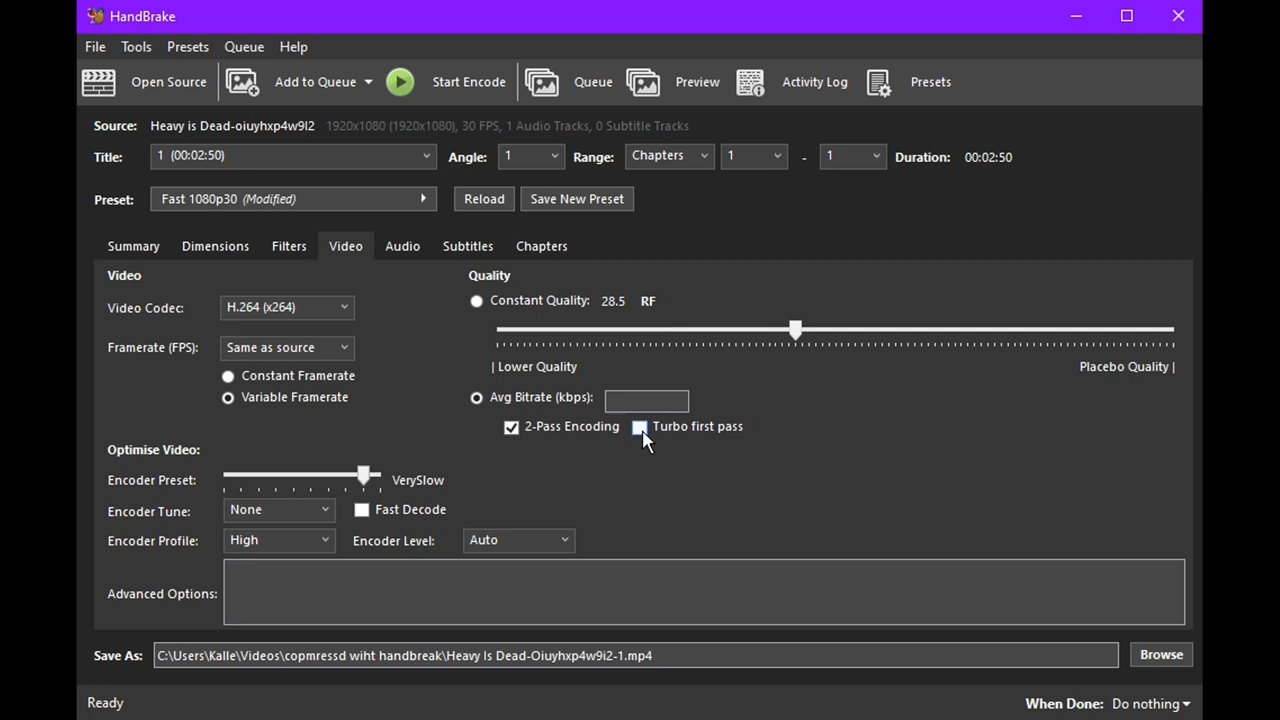 HandBrake
File Tools Presets Queue Help
Open Source Add to Queue Start Encode Queue Preview Activity Log Presets
Source: Heavy is Dead-oiuyhxp4w9I2 1920x1080 (1920x1080), 30 FPS, 1 Audio Tracks, 0 Subtitle Tracks
Title: 1 (00:02:50) Angle: 1 Range: Chapters 1 - 1 Duration: 00:02:50
Preset: Fast 1080p30 (Modified) Reload Save New Preset
Summary Dimensions Filters Video Audio Subtitles Chapters
Video
Video Codec: H.264 (x264)
Framerate (FPS): Same as source
Constant Framerate
Variable Framerate
Quality
Constant Quality: 28.5 RF
| Lower Quality Placebo Quality |
Avg Bitrate (kbps):
2-Pass Encoding Turbo first pass
Optimise Video:
Encoder Preset: VerySlow
Encoder Tune: None Fast Decode
Encoder Profile: High Encoder Level: Auto
Advanced Options:
Save As: C:\Users\Kalle\Videos\copmressd wiht handbreak\Heavy Is Dead-Oiuyhxp4w9i2-1.mp4 Browse
Ready When Done: Do nothing